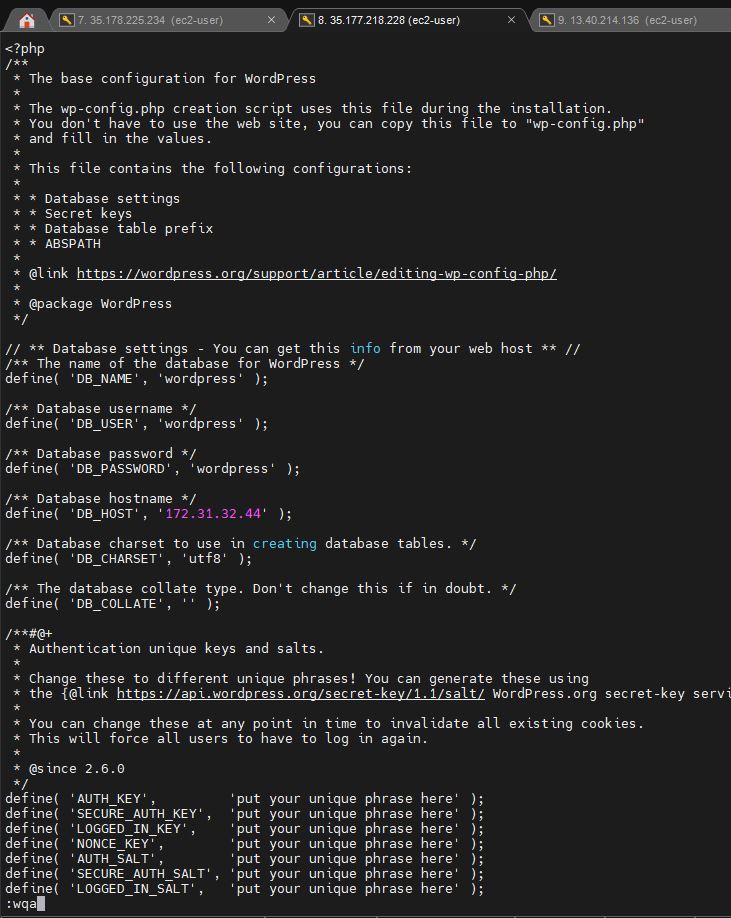 7. 35.178.225.234 (ec2-user)
8. 35.177.218.228 (ec2-user)
9. 13.40.214.136 (ec2-user)
<?php
/**
 * The base configuration for WordPress
 *
 * The wp-config.php creation script uses this file during the installation.
 * You don't have to use the web site, you can copy this file to "wp-config.php"
 * and fill in the values.
 *
 * This file contains the following configurations:
 *
 * * Database settings
 * * Secret keys
 * * Database table prefix
 * * ABSPATH
 *
 * @link https://wordpress.org/support/article/editing-wp-config-php/
 *
 * @package WordPress
 */

// ** Database settings - You can get this info from your web host ** //
/** The name of the database for WordPress */
define( 'DB_NAME', 'wordpress' );

/** Database username */
define( 'DB_USER', 'wordpress' );

/** Database password */
define( 'DB_PASSWORD', 'wordpress' );

/** Database hostname */
define( 'DB_HOST', '172.31.32.44' );

/** Database charset to use in creating database tables. */
define( 'DB_CHARSET', 'utf8' );

/** The database collate type. Don't change this if in doubt. */
define( 'DB_COLLATE', '' );

/**#@+
 * Authentication unique keys and salts.
 *
 * Change these to different unique phrases! You can generate these using
 * the {@link https://api.wordpress.org/secret-key/1.1/salt/ WordPress.org secret-key servi
 *
 * You can change these at any point in time to invalidate all existing cookies.
 * This will force all users to have to log in again.
 *
 * @since 2.6.0
 */
define( 'AUTH_KEY',         'put your unique phrase here' );
define( 'SECURE_AUTH_KEY',  'put your unique phrase here' );
define( 'LOGGED_IN_KEY',    'put your unique phrase here' );
define( 'NONCE_KEY',        'put your unique phrase here' );
define( 'AUTH_SALT',        'put your unique phrase here' );
define( 'SECURE_AUTH_SALT', 'put your unique phrase here' );
define( 'LOGGED_IN_SALT',   'put your unique phrase here' );
:wqa